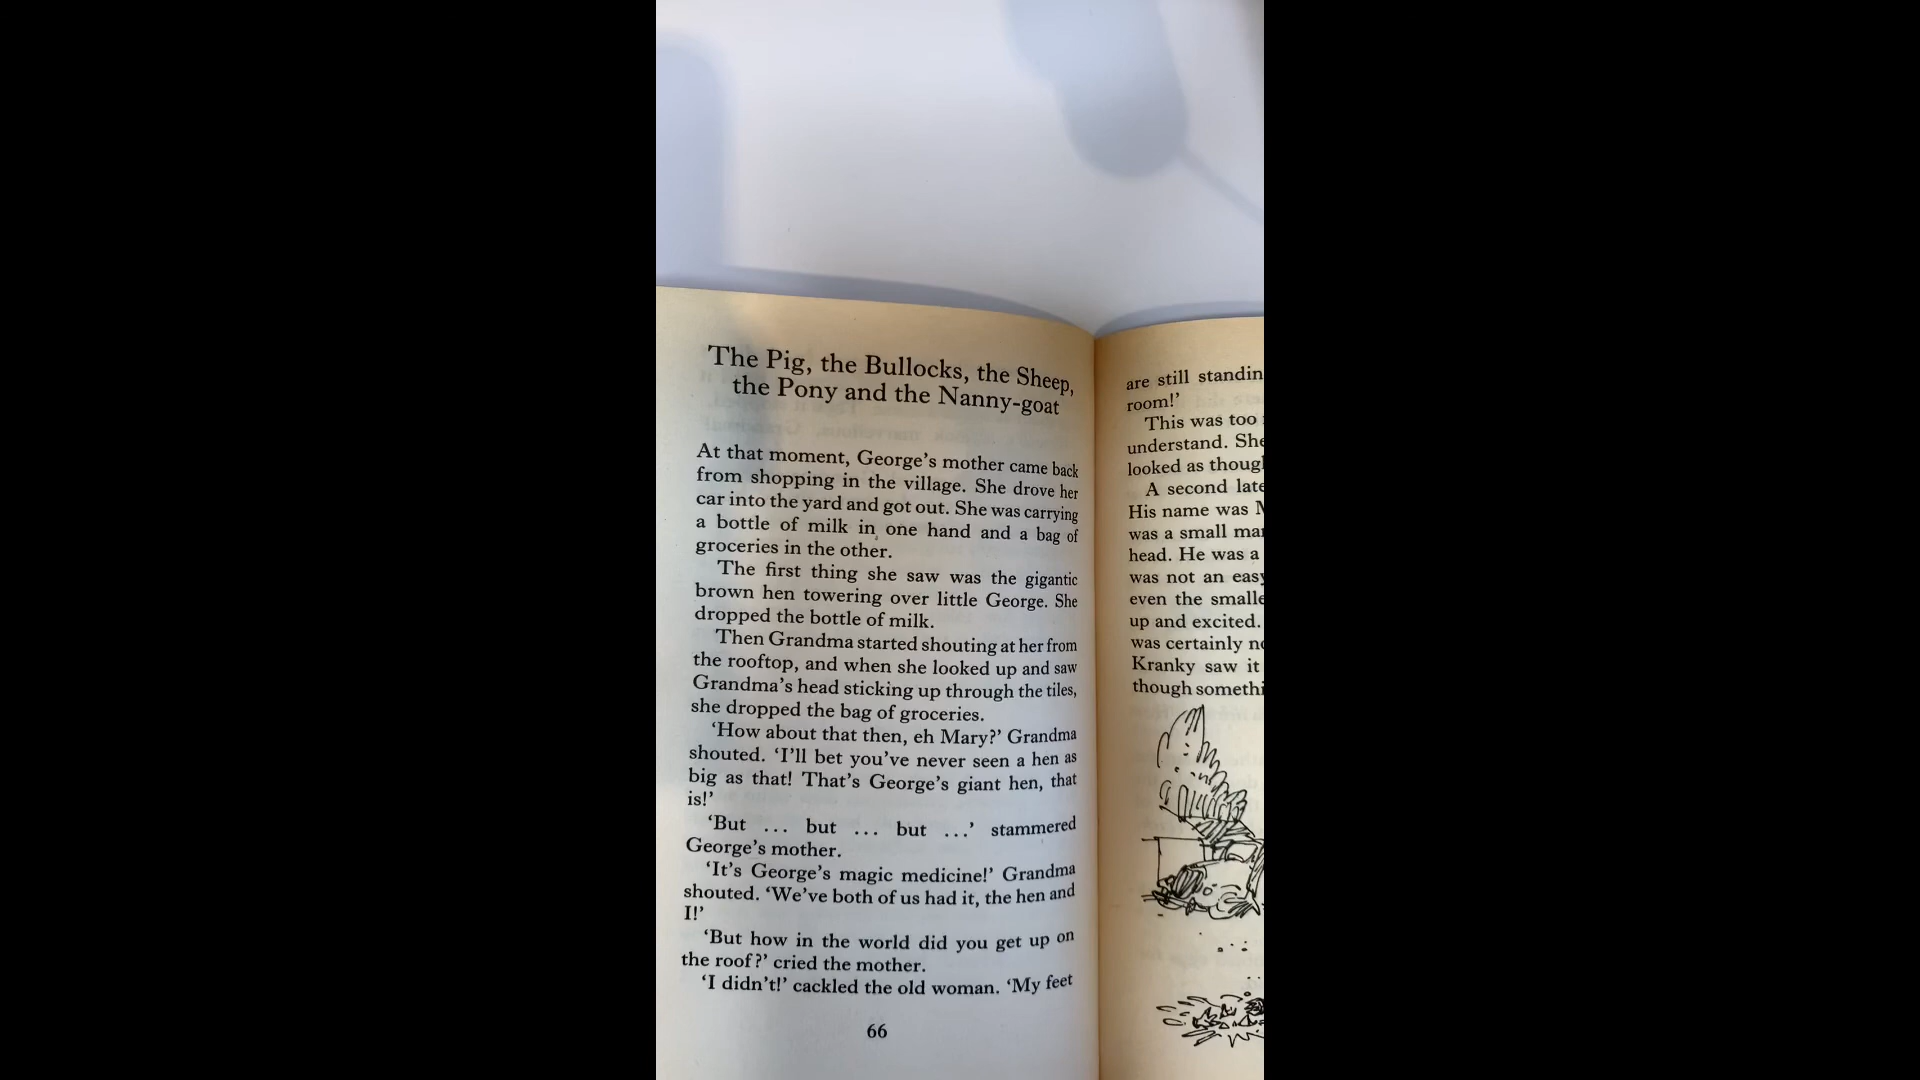 The Pig, the Bullocks, the Sheep,
the Pony and the Nanny-goat
At that moment, George's mother came back
from shopping in the village. She drove her
car into the yard and got out. She was carrying
a bottle of milk in one hand and a bag of
groceries in the other.
The first thing she saw was the gigantic
brown hen towering over little George. She
dropped the bottle of milk.
Then Grandma started shouting at her from
the rooftop, and when she looked up and saw
Grandma's head sticking up through the tiles,
she dropped the bag of groceries.
‘How about that then, eh Mary?’ Grandma
shouted. ‘I’ll bet you’ve never seen a hen as
big as that! That’s George’s giant hen, that
is!’
‘But ... but ... but ...’ stammered
George’s mother.
‘It’s George’s magic medicine!’ Grandma
shouted. ‘We’ve both of us had it, the hen and
I!’
‘But how in the world did you get up on
the roof?’ cried the mother.
‘I didn’t!’ cackled the old woman. ‘My feet
66
are still
room!’
This was too
understand. She
looked as
A second
His name was
was a small
head. He was a
was not an
even the
up and excited.
was certainly
Kranky saw it
though